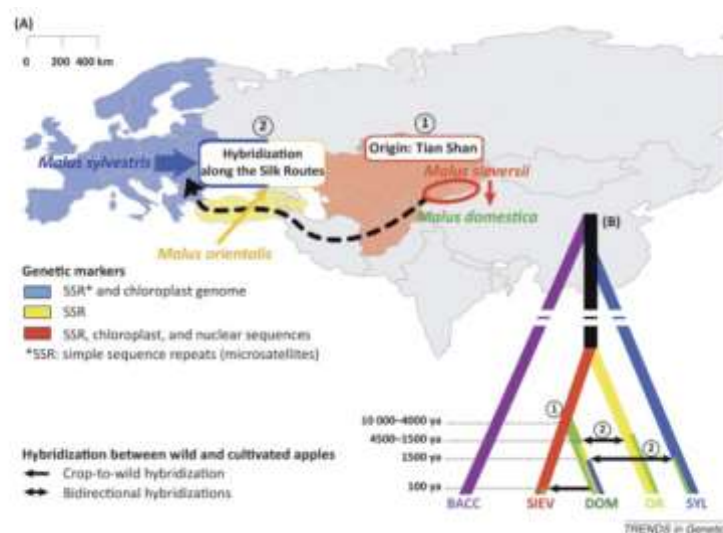 (A)
0 200 400 km
②
①
Malus sylvestris
Hybridization
along the Silk Routes
Origin: Tian Shan
Malus sieversii
Malus domestica
Malus orientalis
(B)
Genetic markers
SSR* and chloroplast genome
SSR
SSR, chloroplast, and nuclear sequences
*SSR: simple sequence repeats (microsatellites)
①
10 000–4000 ya
4500–1500 ya
②
1500 ya
100 ya
Hybridization between wild and cultivated apples
Crop-to-wild hybridization
Bidirectional hybridizations
BACC SIEV DOM OR SYL
TRENDS in Genetics